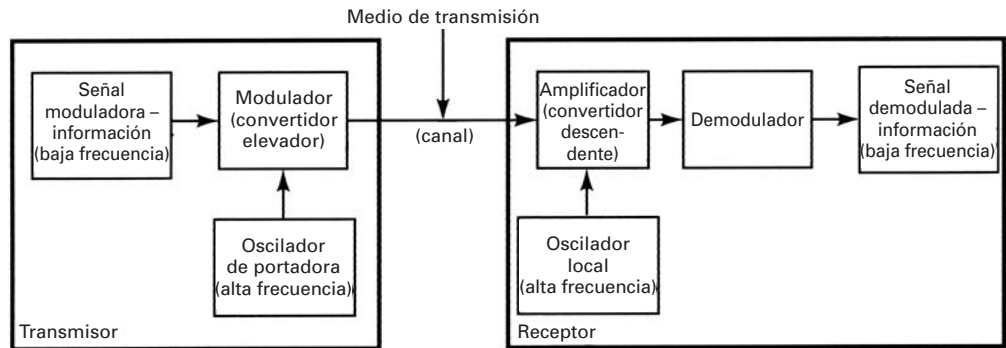 Medio de transmisión
Señal
moduladora –
información
(baja frecuencia)
Modulador
(convertidor
elevador)
(canal)
Amplificador
(convertidor
descen-
dente)
Demodulador
Señal
demodulada –
información
(baja frecuencia)
Oscilador
de portadora
(alta frecuencia)
Oscilador
local
(alta frecuencia)
Transmisor
Receptor